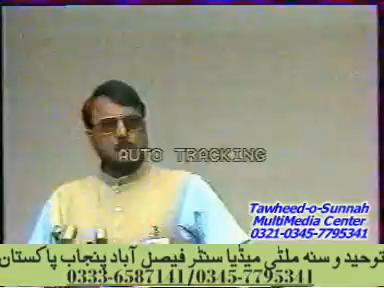 AUTO TRACKING
Tawheed-o-Sunnah
MultiMedia Center
0321-0345-7795341
توحید و سنہ ملٹی میڈیا سنٹر فیصل آباد پنجاب پاکستان
0333-6587141/0345-7795341